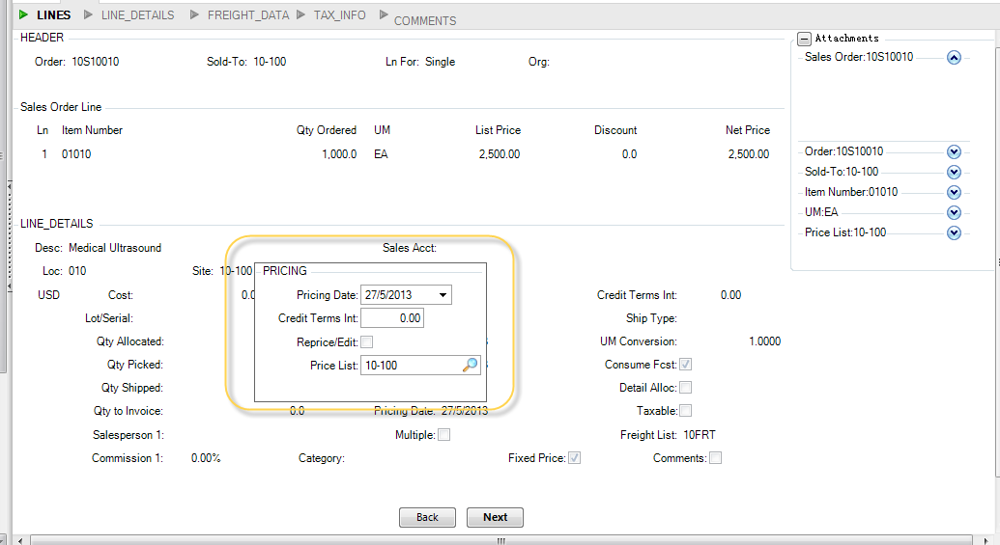 LINES LINE_DETAILS FREIGHT_DATA TAX_INFO COMMENTS
HEADER
Order: 10S10010 Sold-To: 10-100 Ln For: Single Org:
Sales Order Line
Ln Item Number Qty Ordered UM List Price Discount Net Price
1 01010 1,000.0 EA 2,500.00 0.0 2,500.00
LINE_DETAILS
Desc: Medical Ultrasound Sales Acct:
Loc: 010 Site: 10-100
USD Cost: 0.0 Credit Terms Int: 0.00
Lot/Serial: Ship Type:
Qty Allocated: UM Conversion: 1.0000
Qty Picked: Consume Fcst:
Qty Shipped: Detail Alloc:
Qty to Invoice: 0.0 Pricing Date: 27/5/2013 Taxable:
Salesperson 1: Multiple: Freight List: 10FRT
Commission 1: 0.00% Category: Fixed Price: Comments:
PRICING
Pricing Date: 27/5/2013
Credit Terms Int: 0.00
Reprice/Edit:
Price List: 10-100
Back Next
Attachments
Sales Order:10S10010
Order:10S10010
Sold-To:10-100
Item Number:01010
UM:EA
Price List:10-100